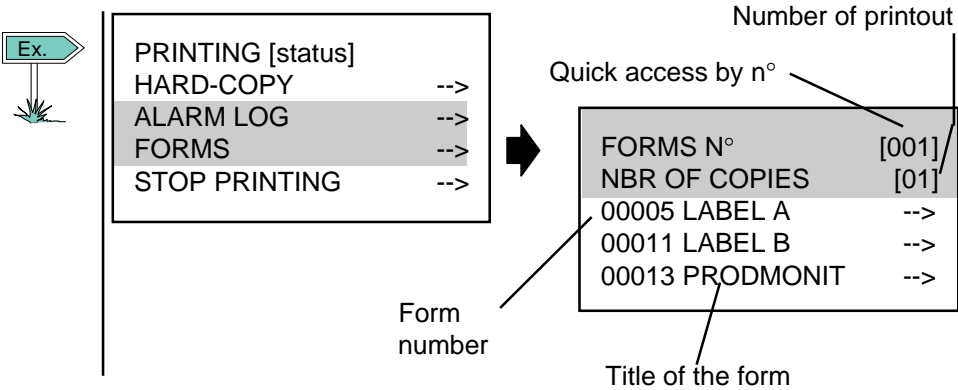 Ex.
PRINTING [status]
HARD-COPY -->
ALARM LOG -->
FORMS -->
STOP PRINTING -->
Number of printout
Quick access by n°
FORMS N° [001]
NBR OF COPIES [01]
00005 LABEL A -->
00011 LABEL B -->
00013 PRODMONIT -->
Form
number
Title of the form